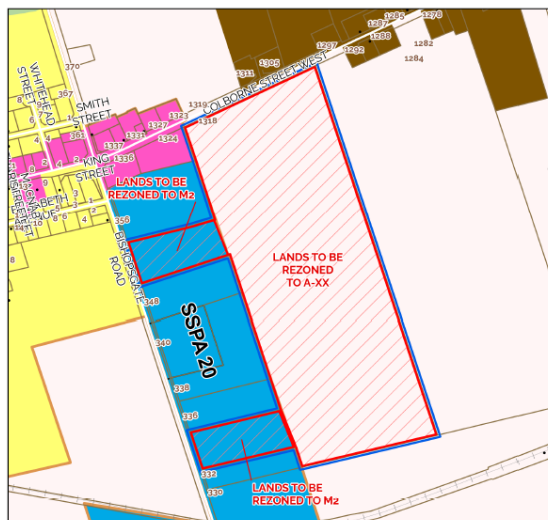 1285
1278
1287
1288
1282
1297
1292
1284
370
1305
1311
COLBORNE STREET WEST
WHITEHEAD
STREET
367
SMITH
STREET
1319
1323
1318
1327
1331
1324
361
1337
1336
KING
STREET
LANDS TO BE
REZONED TO M2
356
BISHOPSGATE
ROAD
LANDS TO BE
REZONED
TO A-XX
348
SSPA 20
340
338
336
332
330
LANDS TO BE
REZONED TO M2